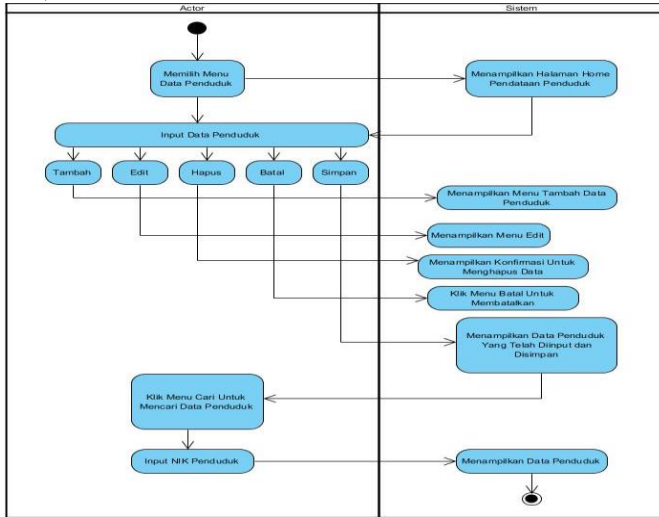 Actor
Sistem
Memilih Menu
Data Penduduk
Menampilkan Halaman Home
Pendataan Penduduk
Input Data Penduduk
Tambah
Edit
Hapus
Batal
Simpan
Menampilkan Menu Tambah Data
Penduduk
Menampilkan Menu Edit
Menampilkan Konfirmasi Untuk
Menghapus Data
Klik Menu Batal Untuk
Membatalkan
Menampilkan Data Penduduk
Yang Telah Diinput dan
Disimpan
Klik Menu Cari Untuk
Mencari Data Penduduk
Input NIK Penduduk
Menampilkan Data Penduduk